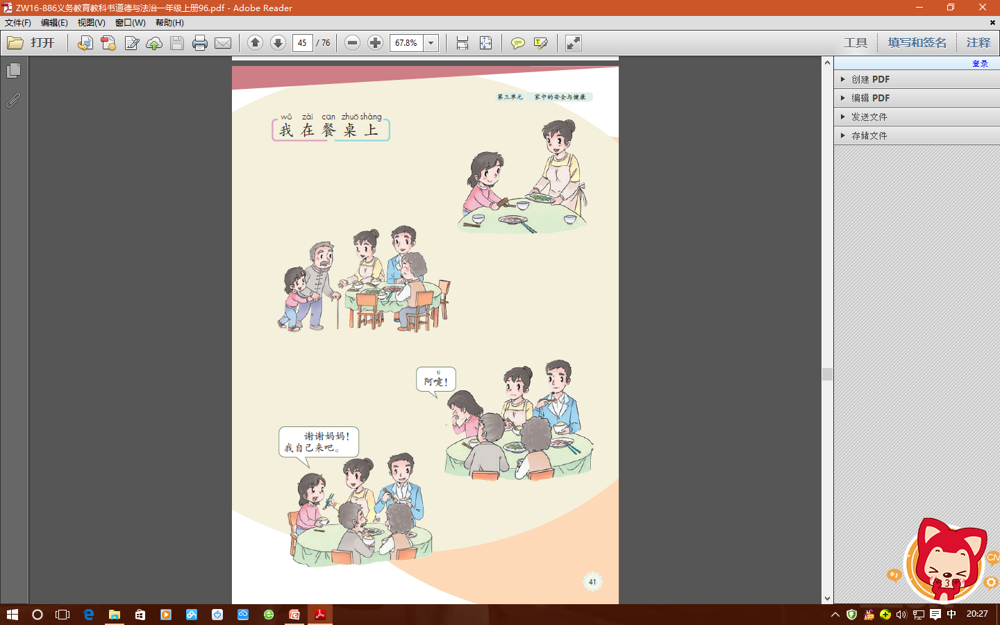 ZW16-886义务教育教科书道德与法治一年级上册96.pdf - Adobe Reader
文件(F) 编辑(E) 视图(V) 窗口(W) 帮助(H)
打开 45 / 76 67.8% 工具 填写和签名 注释
登录
创建 PDF
编辑 PDF
发送文件
存储文件
第三单元 家中的安全与健康
wǒ zài cān zhuō shàng
我在餐桌上
tì
阿嚏！
谢谢妈妈！
我自己来吧。
41
CN
中 20:27